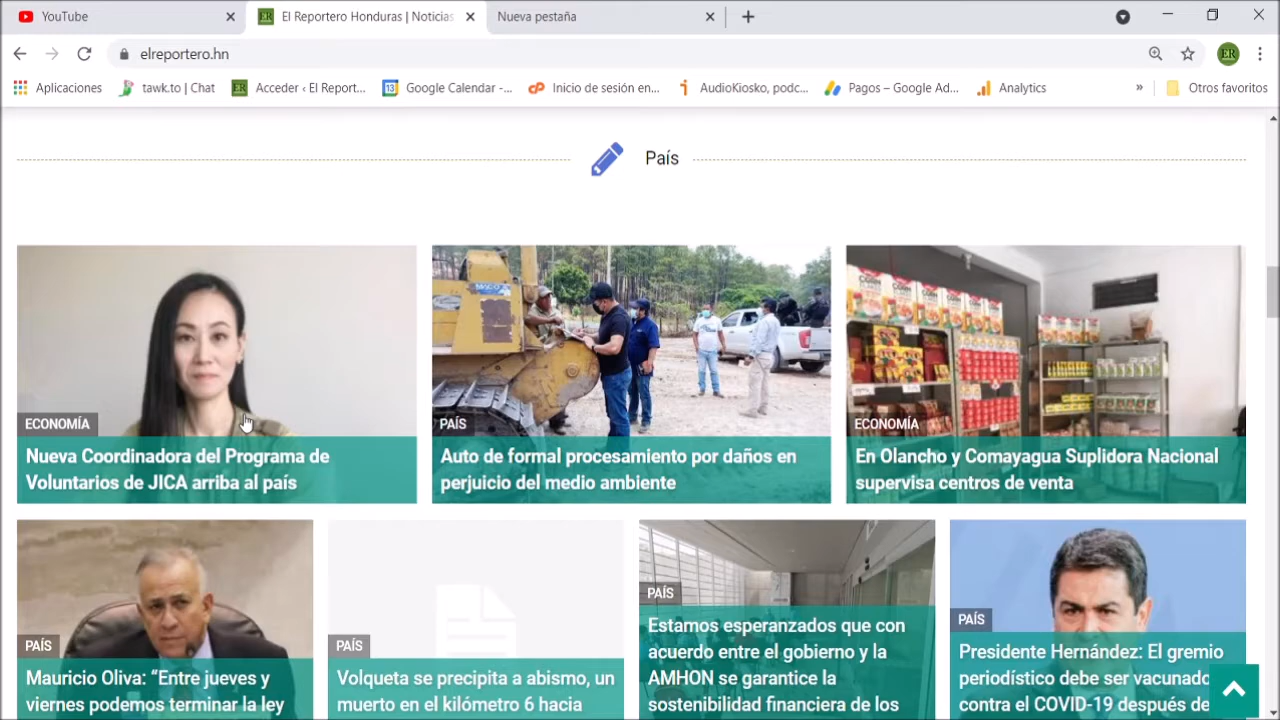 YouTube
El Reportero Honduras | Noticias
Nueva pestaña
elreportero.hn
ER
Aplicaciones
tawk.to | Chat
ER
Acceder ‹ El Report...
13
Google Calendar -...
Inicio de sesión en...
AudioKiosko, podc...
Pagos – Google Ad...
Analytics
»
Otros favoritos
País
ECONOMÍA
Nueva Coordinadora del Programa de
Voluntarios de JICA arriba al país
PAÍS
Auto de formal procesamiento por daños en
perjuicio del medio ambiente
ECONOMÍA
En Olancho y Comayagua Suplidora Nacional
supervisa centros de venta
PAÍS
Mauricio Oliva: “Entre jueves y
viernes podemos terminar la ley
PAÍS
Volqueta se precipita a abismo, un
muerto en el kilómetro 6 hacia
PAÍS
Estamos esperanzados que con
acuerdo entre el gobierno y la
AMHON se garantice la
sostenibilidad financiera de los
PAÍS
Presidente Hernández: El gremio
periodístico debe ser vacunado
contra el COVID-19 después de